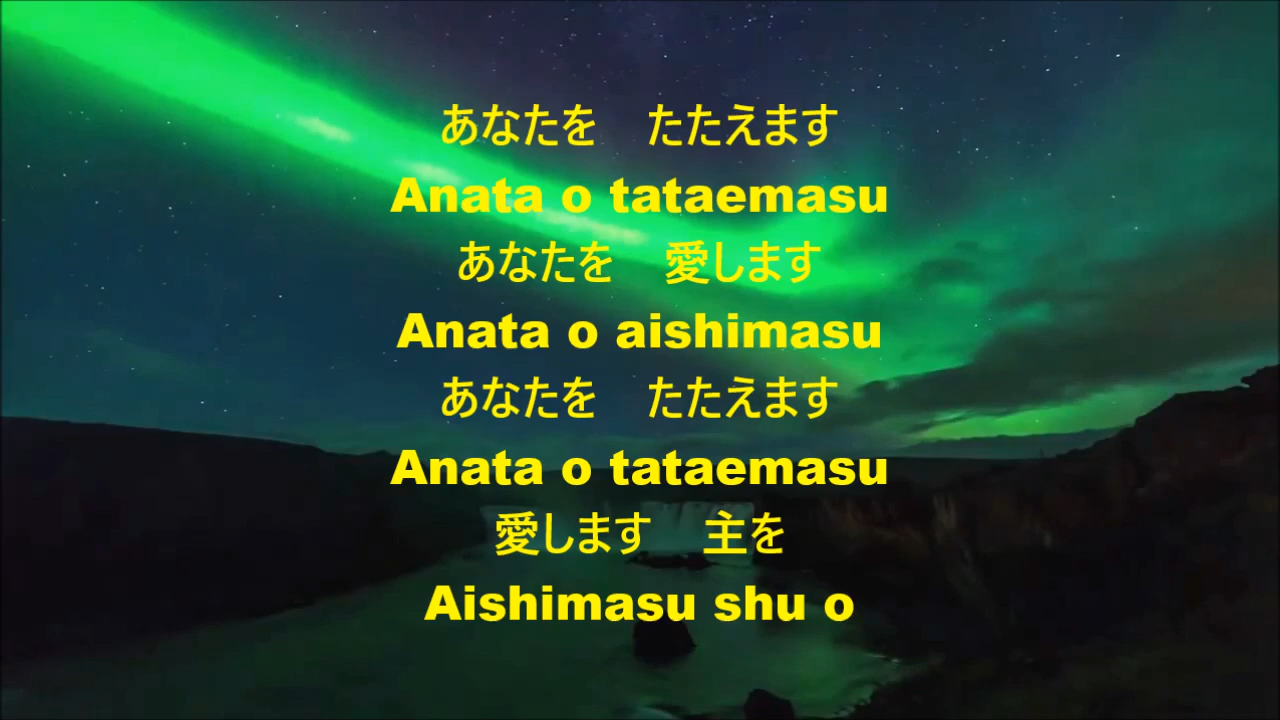 あなたを　たたえます
Anata o tataemasu
あなたを　愛します
Anata o aishimasu
あなたを　たたえます
Anata o tataemasu
愛します　主を
Aishimasu shu o